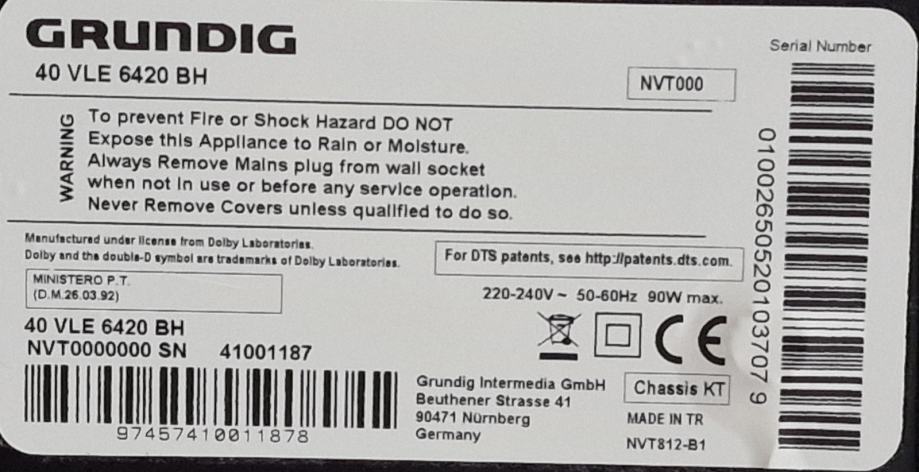 GRUNDIG
40 VLE 6420 BH
NVT000
Serial Number
WARNING
To prevent Fire or Shock Hazard DO NOT
Expose this Appliance to Rain or Moisture.
Always Remove Mains plug from wall socket
when not in use or before any service operation.
Never Remove Covers unless qualified to do so.
Manufactured under license from Dolby Laboratories.
Dolby and the double-D symbol are trademarks of Dolby Laboratories.
For DTS patents, see http://patents.dts.com.
MINISTERO P.T.
(D.M.26.03.92)
220-240V ~ 50-60Hz 90W max.
40 VLE 6420 BH
NVT0000000 SN 41001187
97457410011878
CE
Grundig Intermedia GmbH
Beuthener Strasse 41
90471 Nürnberg
Germany
Chassis KT
MADE IN TR
NVT812-B1
01002650520103707 9